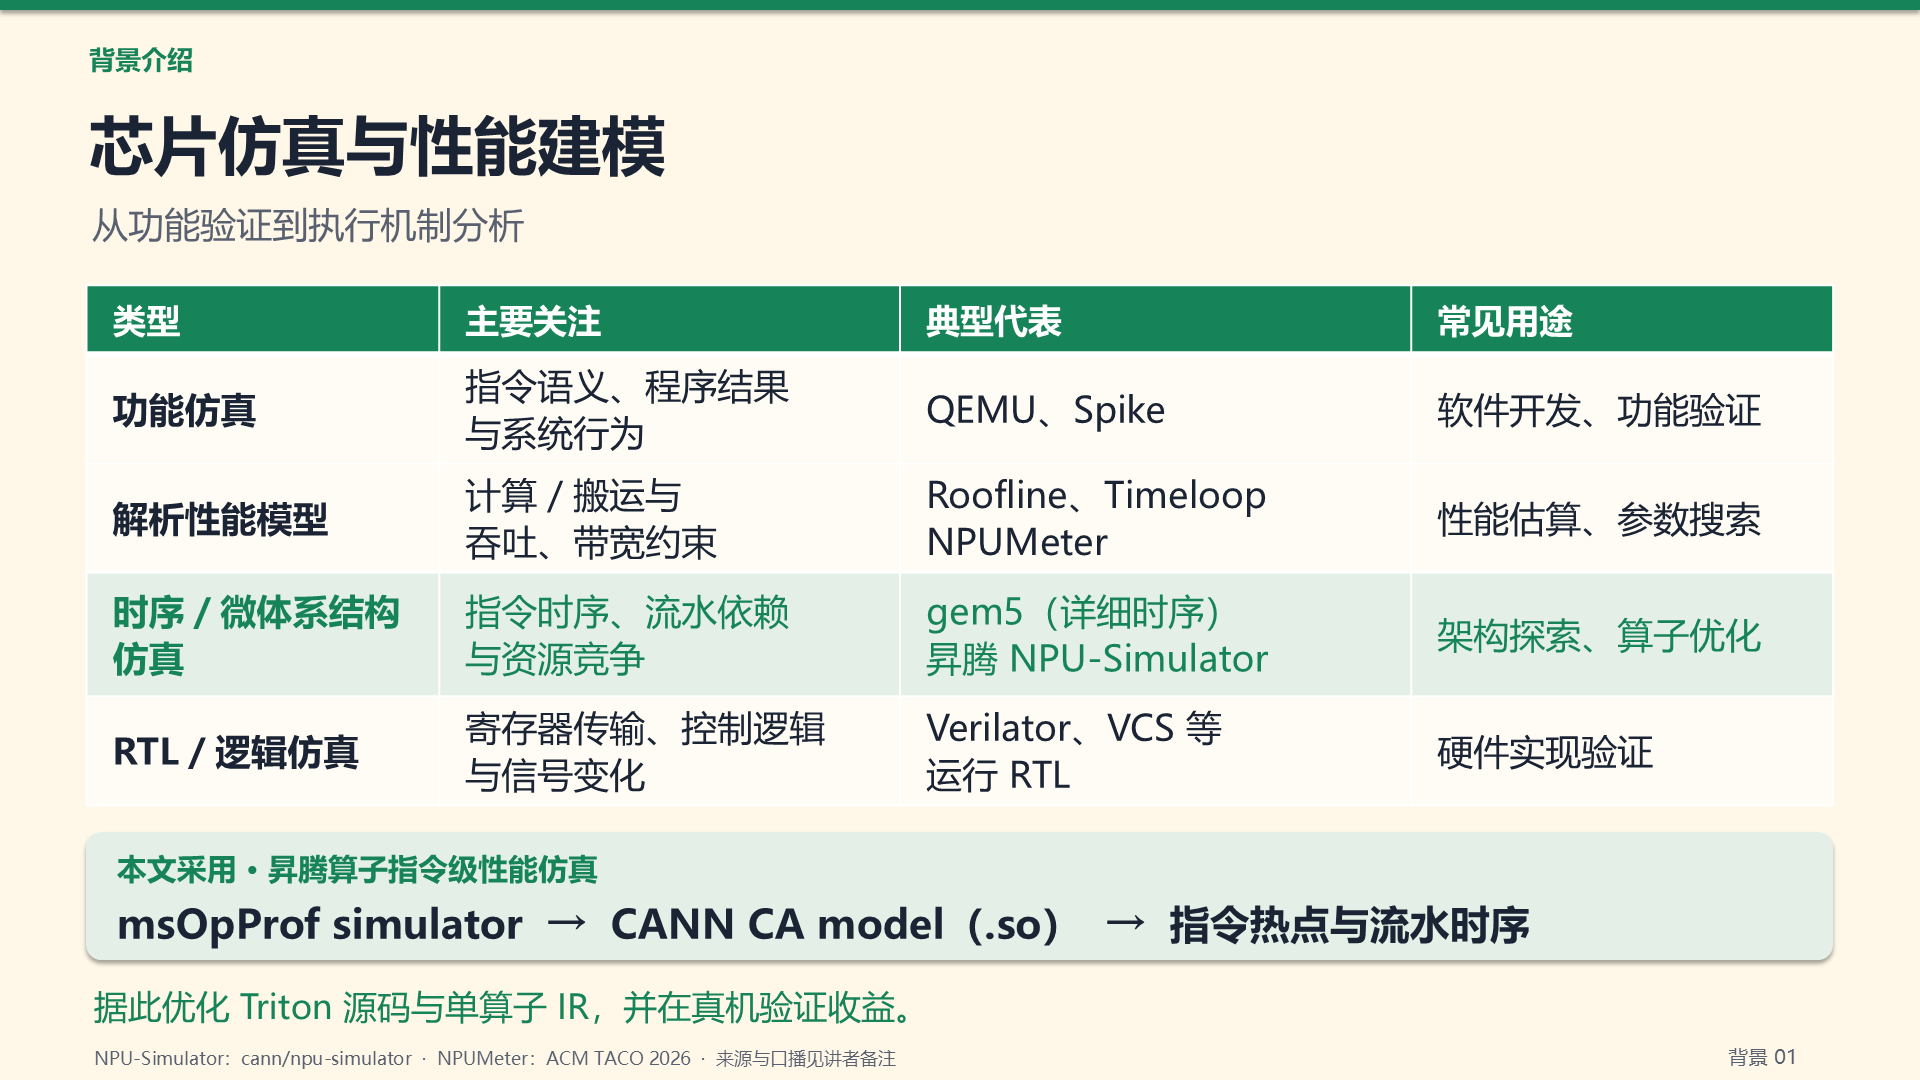 背景介绍
芯片仿真与性能建模
从功能验证到执行机制分析
类型
主要关注
典型代表
常见用途
功能仿真
指令语义、程序结果
与系统行为
QEMU、Spike
软件开发、功能验证
解析性能模型
计算 / 搬运与
吞吐、带宽约束
Roofline、Timeloop
NPUMeter
性能估算、参数搜索
时序 / 微体系结构
仿真
指令时序、流水依赖
与资源竞争
gem5（详细时序）
昇腾 NPU-Simulator
架构探索、算子优化
RTL / 逻辑仿真
寄存器传输、控制逻辑
与信号变化
Verilator、VCS 等
运行 RTL
硬件实现验证
本文采用 · 昇腾算子指令级性能仿真
msOpProf simulator → CANN CA model（.so） → 指令热点与流水时序
据此优化 Triton 源码与单算子 IR，并在真机验证收益。
NPU-Simulator：cann/npu-simulator · NPUMeter：ACM TACO 2026 · 来源与口播见讲者备注
背景 01